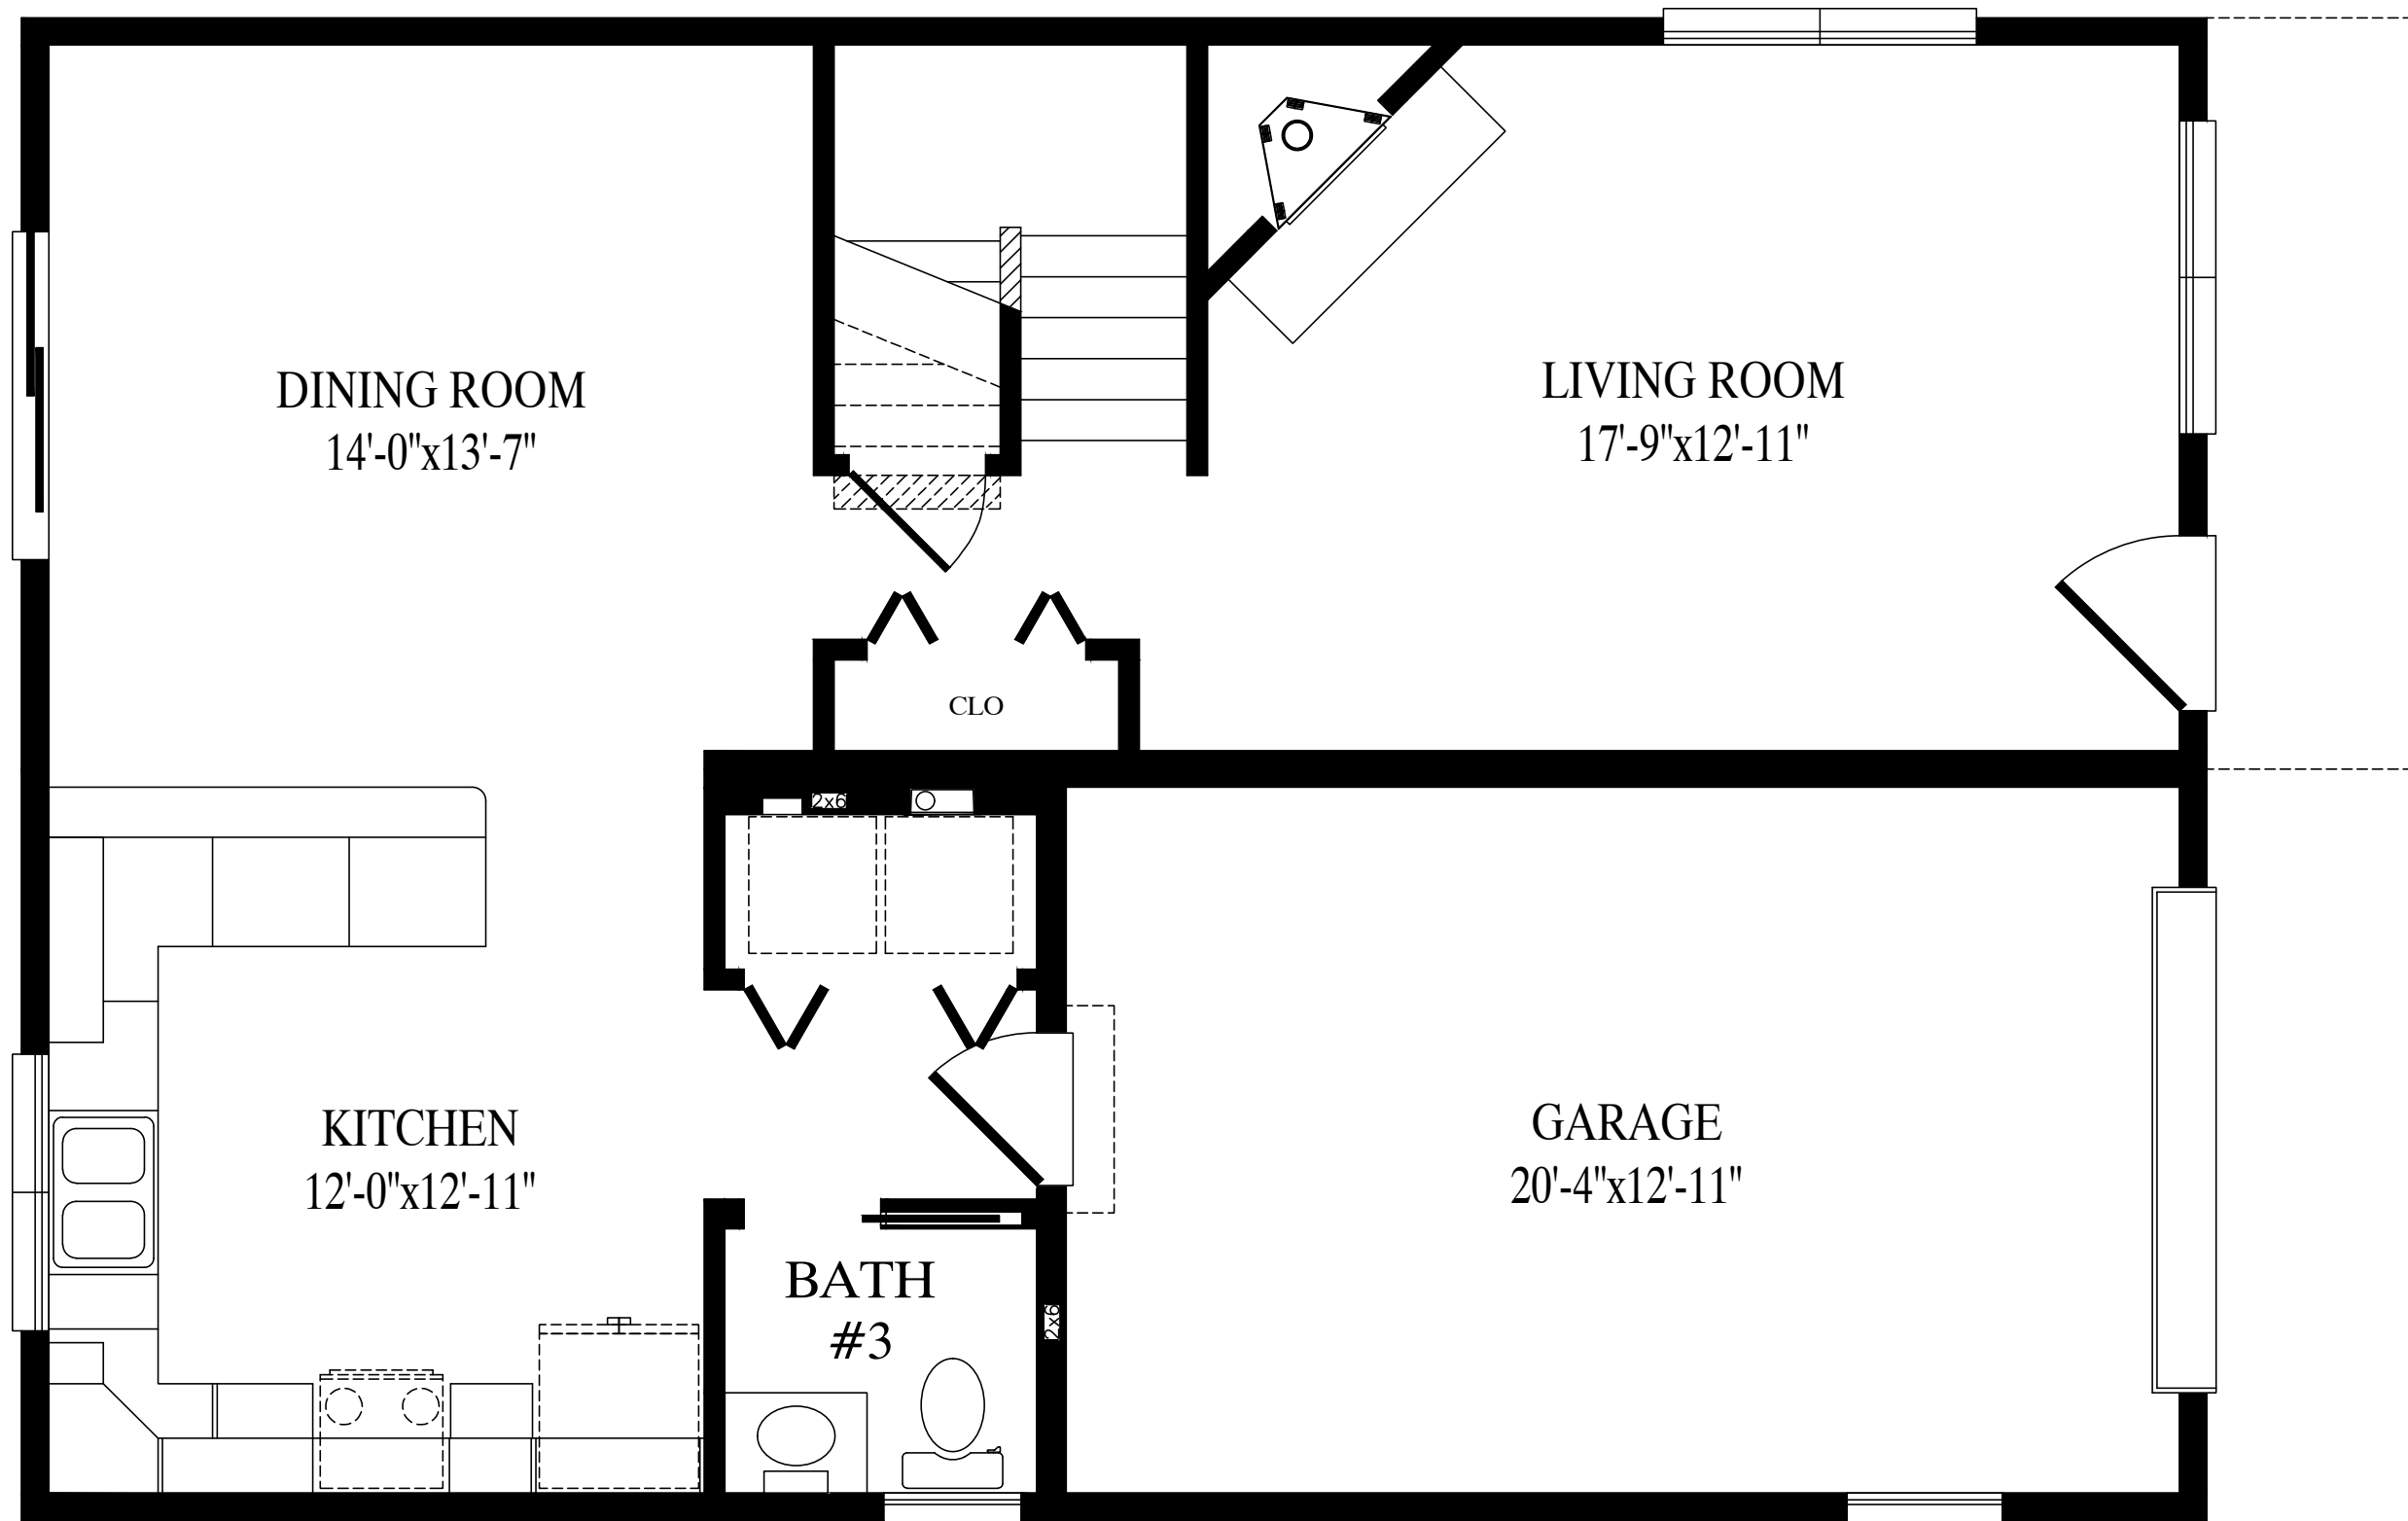 DINING ROOM
14'-0"x13'-7"
LIVING ROOM
17'-9"x12'-11"
CLO
2x6
KITCHEN
12'-0"x12'-11"
GARAGE
20'-4"x12'-11"
BATH
#3
2x6